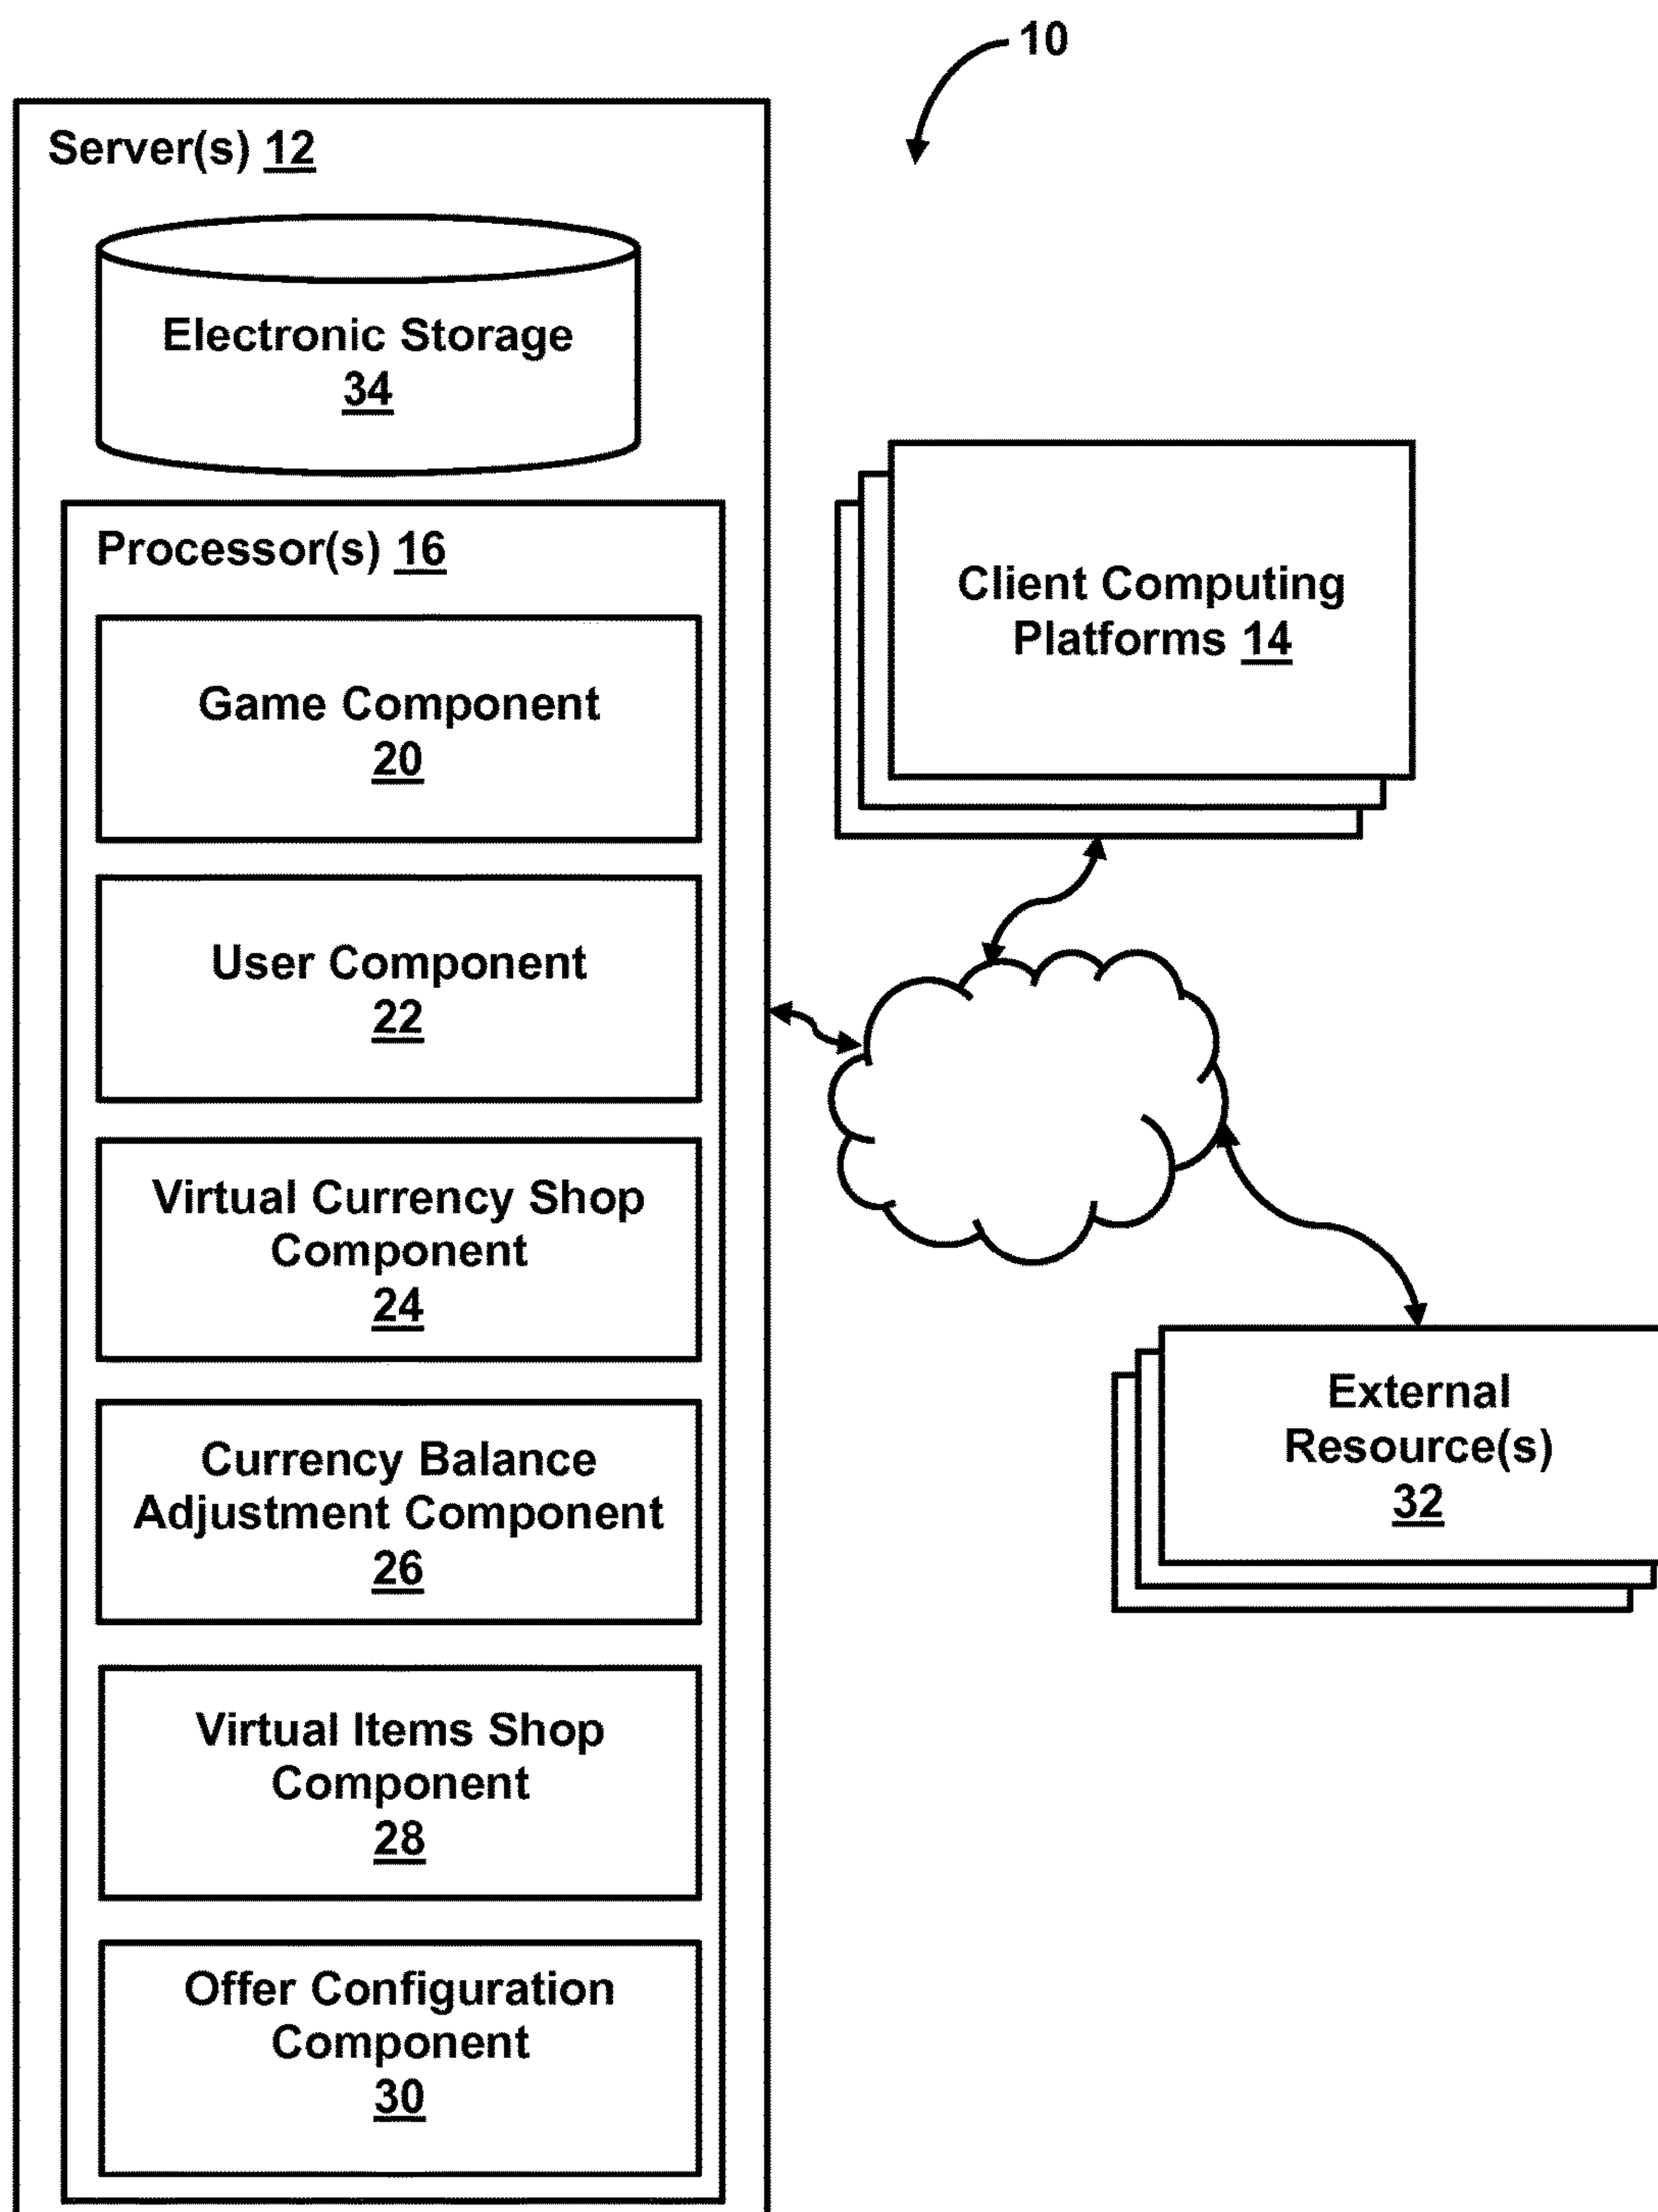 10
Server(s) 12
Electronic Storage
34
Processor(s) 16
Game Component
20
User Component
22
Virtual Currency Shop
Component
24
Currency Balance
Adjustment Component
26
Virtual Items Shop
Component
28
Offer Configuration
Component
30
Client Computing
Platforms 14
External
Resource(s)
32